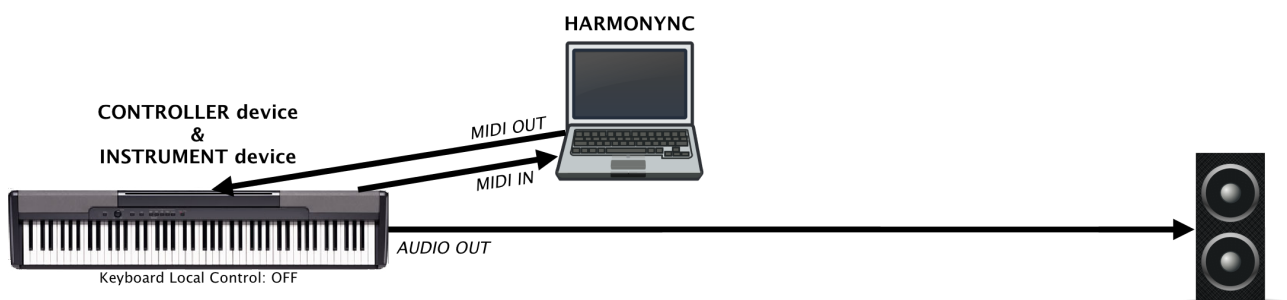 HARMONYNC
CONTROLLER device
&
INSTRUMENT device
MIDI OUT
MIDI IN
AUDIO OUT
Keyboard Local Control: OFF